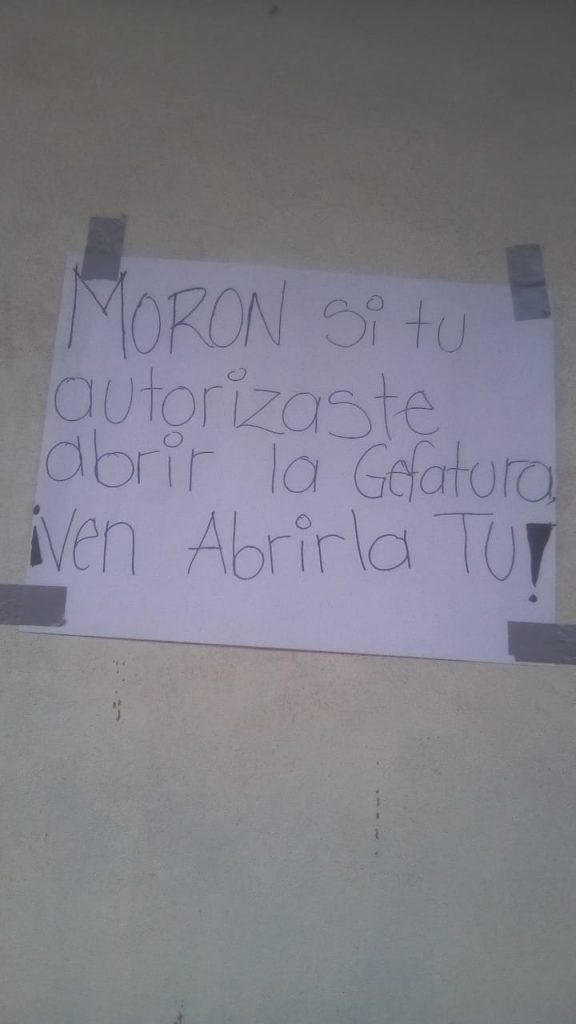 MORON si tu
autorizaste
abrir la Gefatura,
¡Ven Abrirla TU!